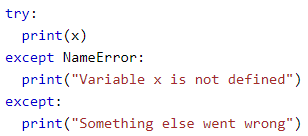 try:
  print(x)
except NameError:
  print("Variable x is not defined")
except:
  print("Something else went wrong")